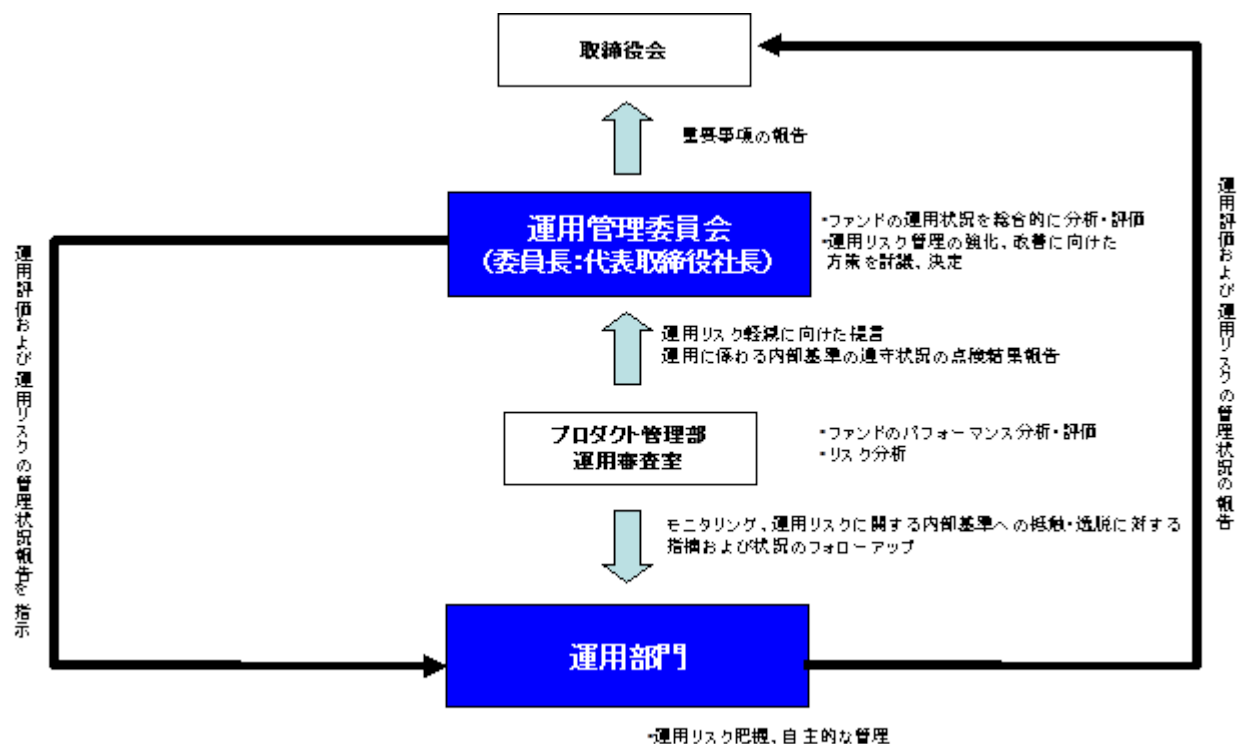 取締役会
重要事項の報告
運用管理委員会
(委員長:代表取締役社長)
・ファンドの運用状況を総合的に分析・評価
・運用リスク管理の強化、改善に向けた
方策を討議、決定
運用リスク軽減に向けた提言
運用に係わる内部基準の遵守状況の点検結果報告
プロダクト管理部
運用審査室
・ファンドのパフォーマンス分析・評価
・リスク分析
モニタリング、運用リスクに関する内部基準への抵触・逸脱に対する
指摘および状況のフォローアップ
運用部門
・運用リスク把握、自主的な管理
運用評価および運用リスクの管理状況報告を指示
運用評価および運用リスクの管理状況の報告